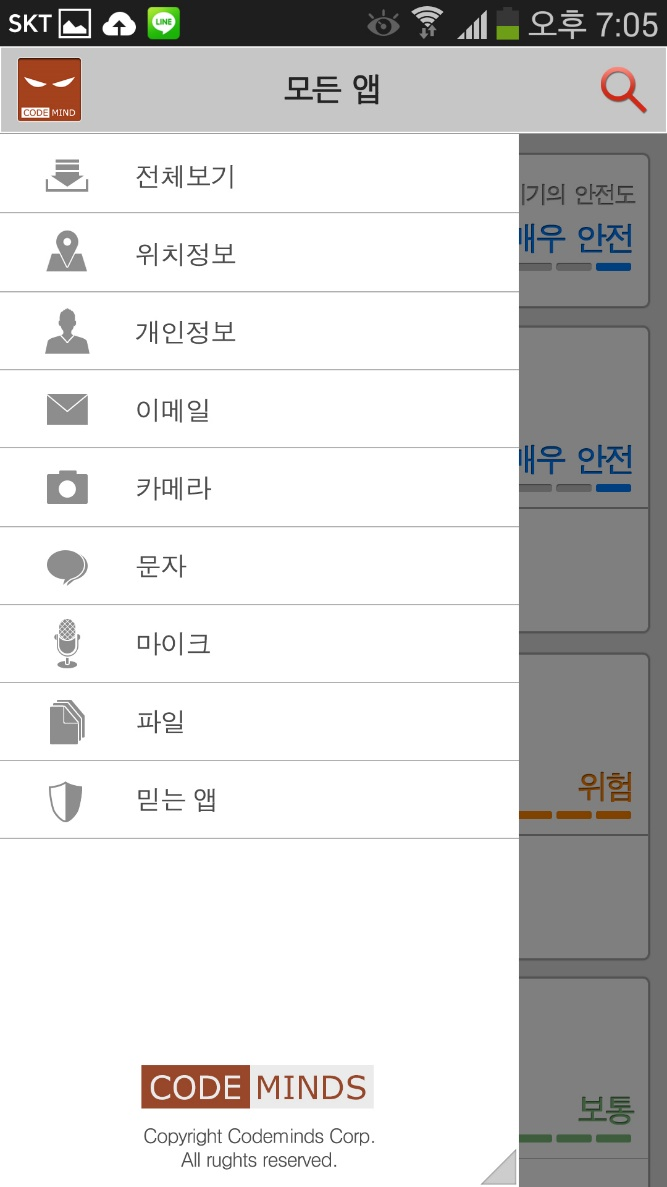 SKT LINE 오후 7:05
CODE MIND 모든 앱
전체보기
기의 안전도
매우 안전
위치정보
개인정보
이메일
매우 안전
카메라
문자
마이크
파일
위험
믿는 앱
CODE MINDS
보통
Copyright Codeminds Corp.
All rughts reserved.